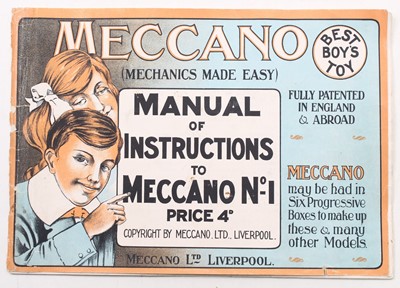 MECCANO
(MECHANICS MADE EASY)
BEST
BOY'S
TOY
MANUAL
OF
INSTRUCTIONS
TO
MECCANO No. 1
PRICE 4D
COPYRIGHT BY MECCANO. LTD. LIVERPOOL.
MECCANO LTD LIVERPOOL.
FULLY PATENTED
IN ENGLAND
& ABROAD
MECCANO
may be had in
Six Progressive
Boxes to make up
these & many
other Models.